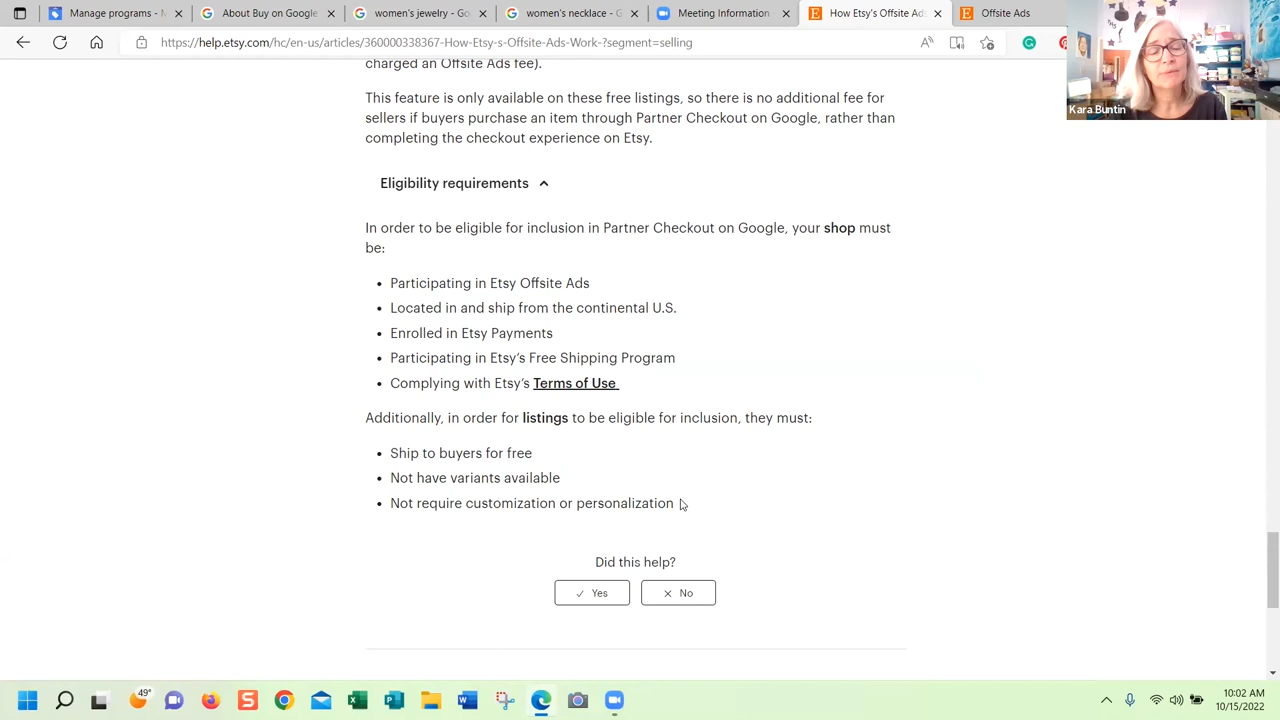 Manage programs - M
About Buy on Google
women's jewelry - G
women's necklace - G
Meeting Information
How Etsy's Offsite Ads
Offsite Ads
https://help.etsy.com/hc/en-us/articles/360000338367-How-Etsy-s-Offsite-Ads-Work-?segment=selling
Kara Buntin
charged an Offsite Ads fee).
This feature is only available on these free listings, so there is no additional fee for
sellers if buyers purchase an item through Partner Checkout on Google, rather than
completing the checkout experience on Etsy.
Eligibility requirements
In order to be eligible for inclusion in Partner Checkout on Google, your shop must
be:
• Participating in Etsy Offsite Ads
• Located in and ship from the continental U.S.
• Enrolled in Etsy Payments
• Participating in Etsy's Free Shipping Program
• Complying with Etsy's Terms of Use
Additionally, in order for listings to be eligible for inclusion, they must:
• Ship to buyers for free
• Not have variants available
• Not require customization or personalization
Did this help?
Yes
No
49°
10:02 AM
10/15/2022